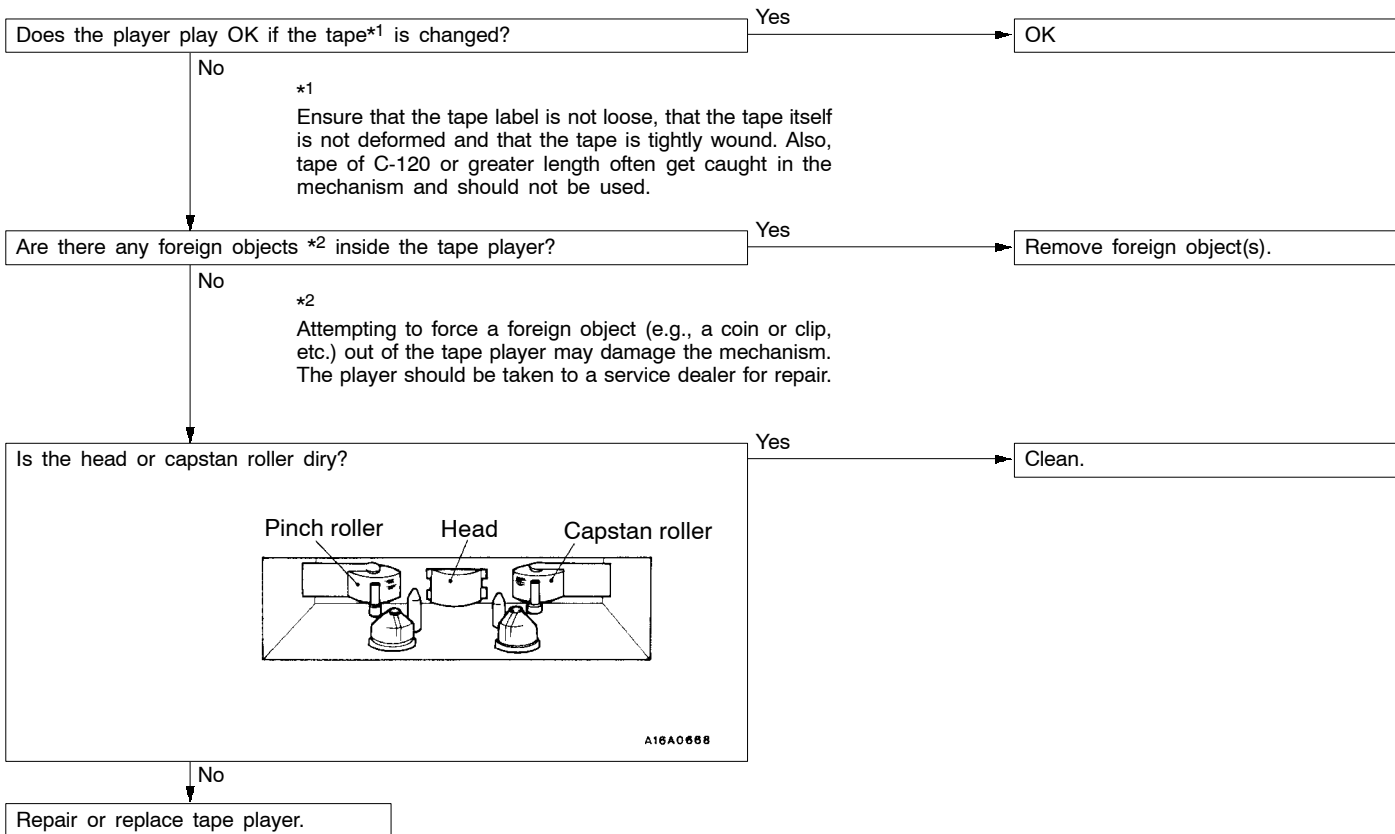 Does the player play OK if the tape*1 is changed?
Yes
OK
No
*1
Ensure that the tape label is not loose, that the tape itself
is not deformed and that the tape is tightly wound. Also,
tape of C-120 or greater length often get caught in the
mechanism and should not be used.
Are there any foreign objects *2 inside the tape player?
Yes
Remove foreign object(s).
No
*2
Attempting to force a foreign object (e.g., a coin or clip,
etc.) out of the tape player may damage the mechanism.
The player should be taken to a service dealer for repair.
Is the head or capstan roller diry?
Yes
Clean.
Pinch roller Head Capstan roller
A16A0668
No
Repair or replace tape player.